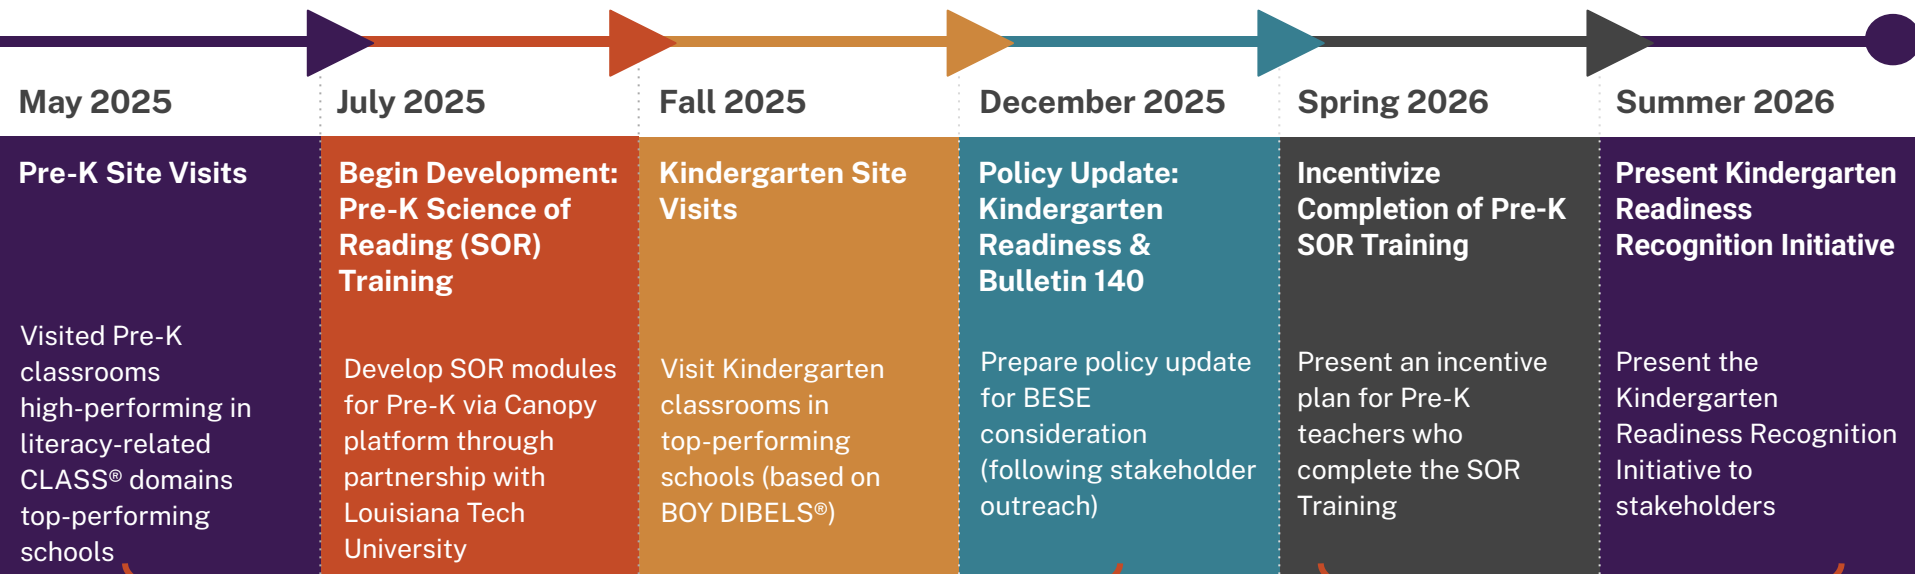 May 2025
Pre-K Site Visits
Visited Pre-K
classrooms
high-performing in
literacy-related
CLASS® domains
top-performing
schools
July 2025
Begin Development:
Pre-K Science of
Reading (SOR)
Training
Develop SOR modules
for Pre-K via Canopy
platform through
partnership with
Louisiana Tech
University
Fall 2025
Kindergarten Site
Visits
Visit Kindergarten
classrooms in
top-performing
schools (based on
BOY DIBELS®)
December 2025
Policy Update:
Kindergarten
Readiness &
Bulletin 140
Prepare policy update
for BESE
consideration
(following stakeholder
outreach)
Spring 2026
Incentivize
Completion of Pre-K
SOR Training
Present an incentive
plan for Pre-K
teachers who
complete the SOR
Training
Summer 2026
Present Kindergarten
Readiness
Recognition Initiative
Present the
Kindergarten
Readiness Recognition
Initiative to
stakeholders